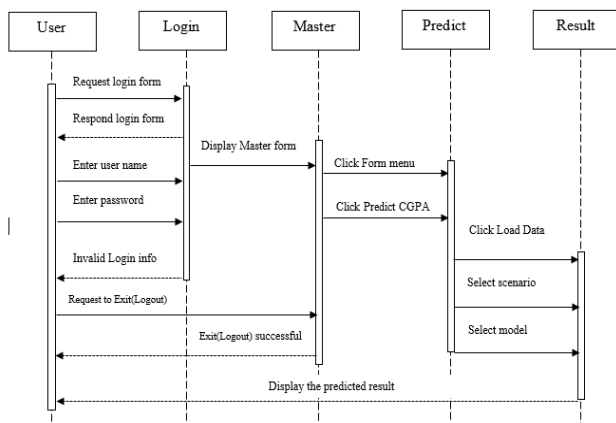 User
Login
Master
Predict
Result
Request login form
Respond login form
Display Master form
Click Form menu
Enter user name
Enter password
Click Predict CGPA
Click Load Data
Invalid Login info
Select scenario
Request to Exit(Logout)
Select model
Exit(Logout) successful
Display the predicted result